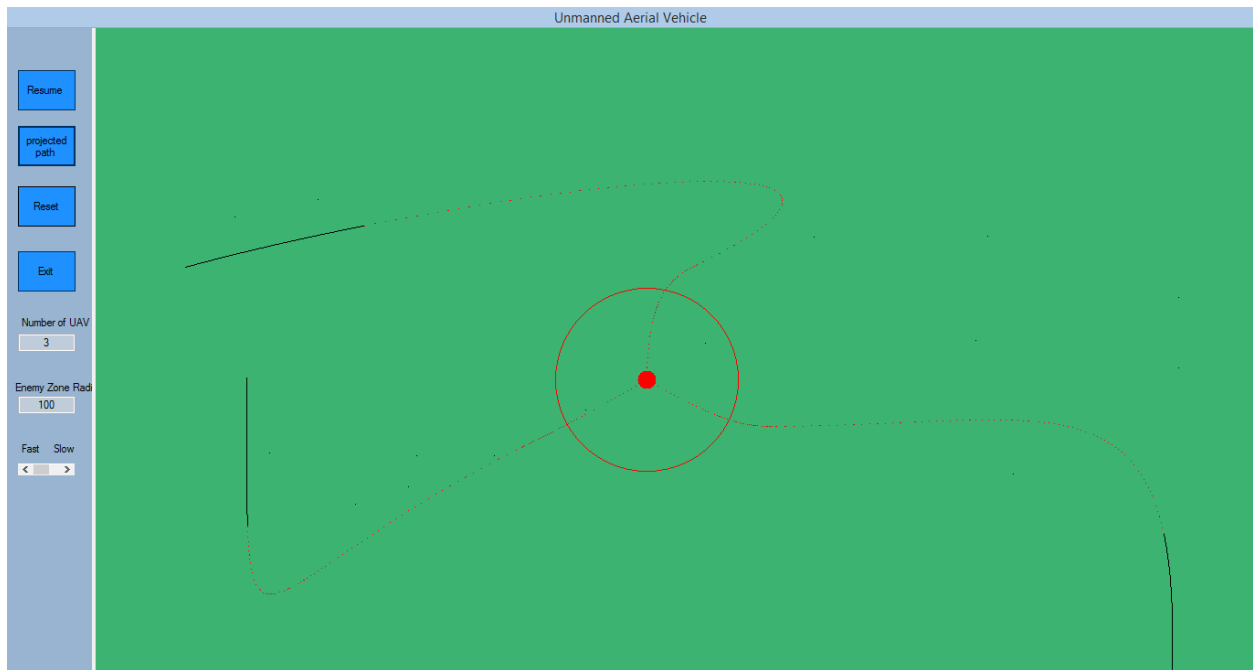 Unmanned Aerial Vehicle
Resume
projected
path
Reset
Exit
Number of UAV
3
Enemy Zone Radi
100
Fast Slow